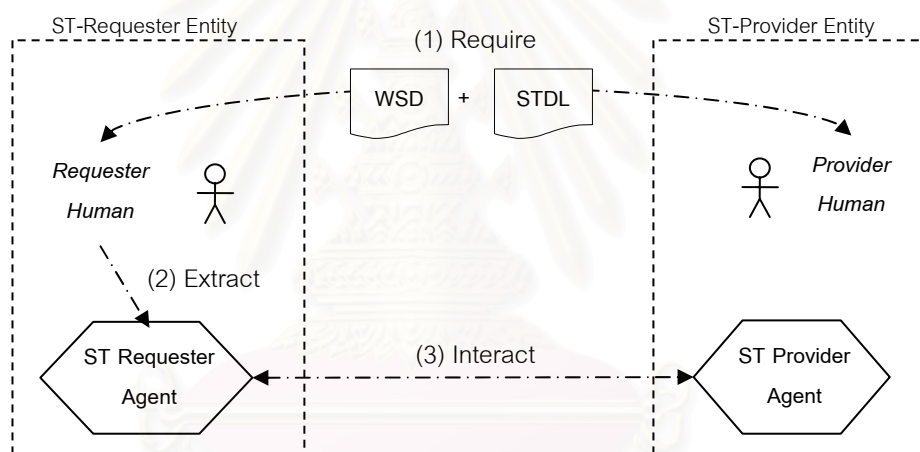 ST-Requester Entity
ST-Provider Entity
(1) Require
WSD + STDL
Requester
Human
Provider
Human
(2) Extract
ST Requester
Agent
(3) Interact
ST Provider
Agent